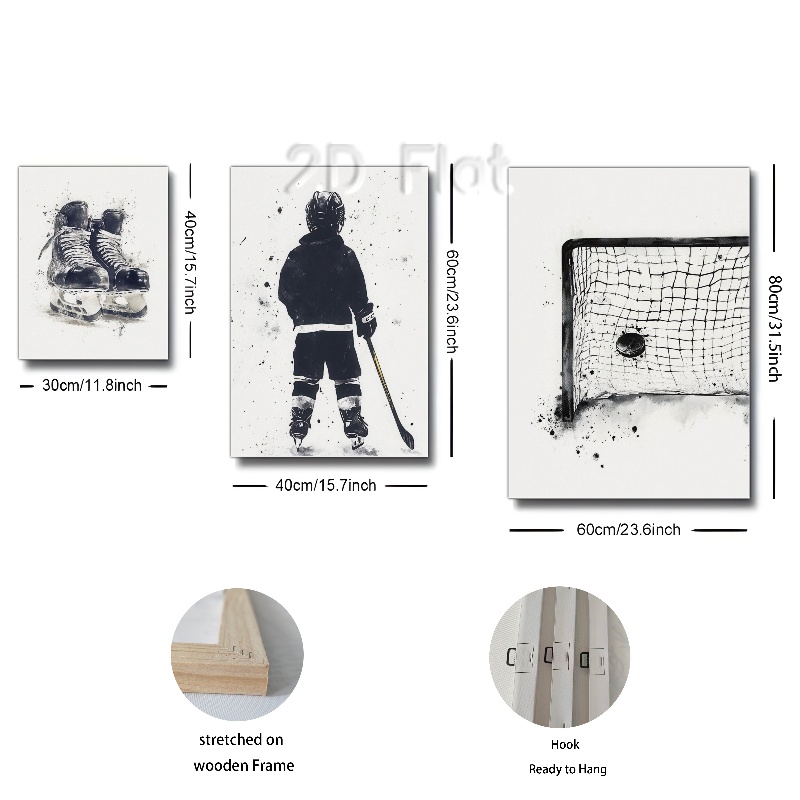 2D Flat
40cm/15.7inch
60cm/23.6inch
80cm/31.5inch
30cm/11.8inch
40cm/15.7inch
60cm/23.6inch
stretched on
wooden Frame
Hook
Ready to Hang